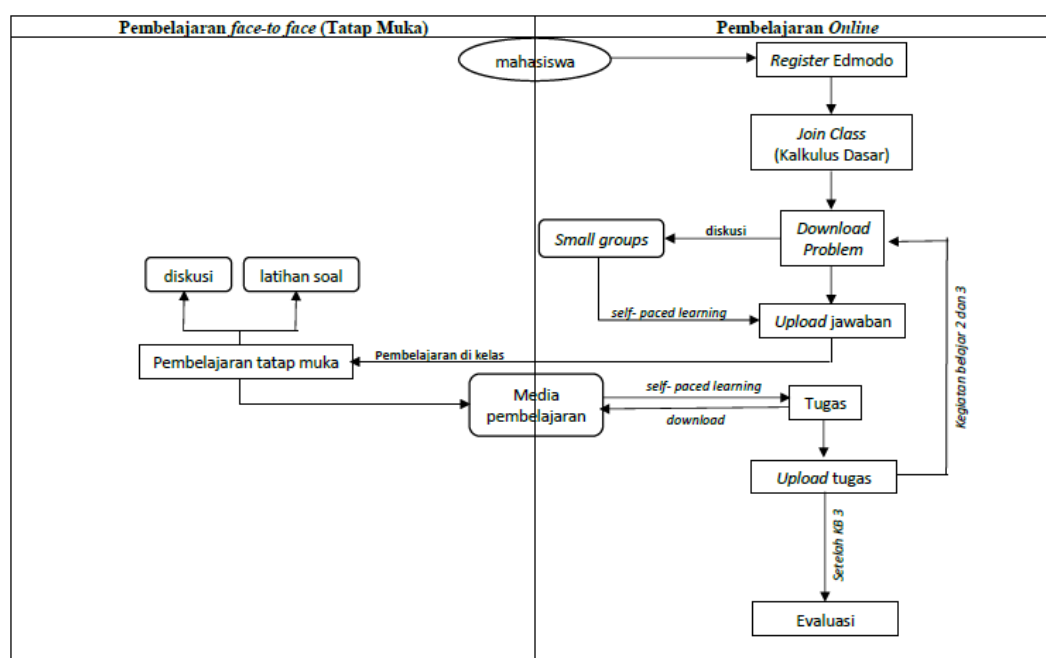 Pembelajaran face-to face (Tatap Muka)
Pembelajaran Online
mahasiswa
Register Edmodo
Join Class
(Kalkulus Dasar)
Small groups
diskusi
Download
Problem
diskusi
latihan soal
self- paced learning
Upload jawaban
Kegiatan belajar 2 dan 3
Pembelajaran tatap muka
Pembelajaran di kelas
Media
pembelajaran
self- paced learning
download
Tugas
Upload tugas
Setelah KB 3
Evaluasi